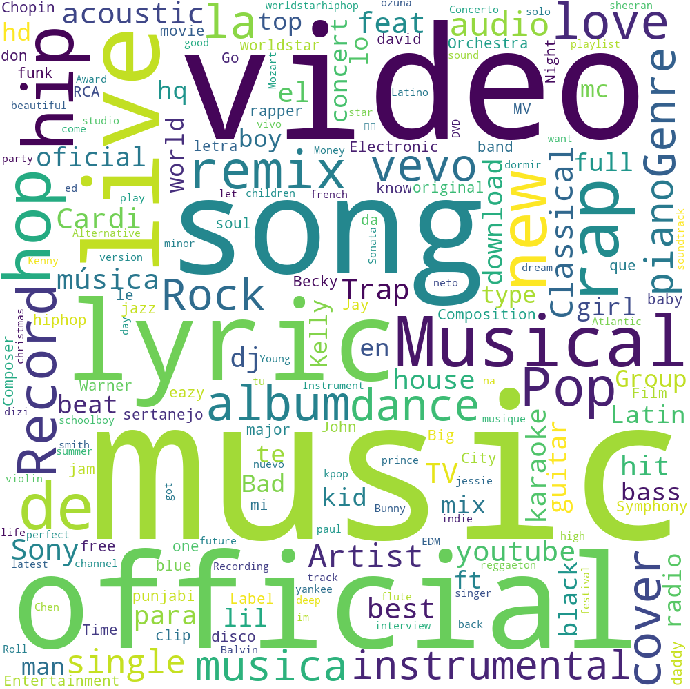 Chopin
acoustic
la
feat
audio
love
ozuna
Concerto
solo
sheeran
worldstarhiphop
hd
hip
movie
top
worldstar
david
Orchestra
playlist
don
live
video
concert
lo
Go
good
Mozart
sound
Night
funk
Award
RCA
hq
el
star
Latino
mc
beautiful
come
studio
rapper
vivo
DVD
MV
want
party
oficial
world
letra
boy
Money
nn
Electronic
band
dormir
Genre
ed
play
remix
vevo
new
rap
piano
full
hop
Cardi
let
children
french
know
original
download
Classical
Alternative
song
soul
da
Sonata
que
Kenny
minor
version
música
le
Becky
Trap
neto
dream
baby
soundtrack
Record
day
jazz
Rock
Jay
type
girl
Composition
Atlantic
christmas
hiphop
lyric
dj
Kelly
en
Musical
Composer
Warner
eazy
Young
tu
Instrument
na
house
Pop
Group
Film
dizi
beat
sertanejo
album
dance
musique
Latin
smith
schoolboy
major
John
Big
karaoke
guitar
summer
music
te
nuevo
kpop
prince
City
TV
jessie
hit
violin
jam
got
Bad
mi
kid
Bunny
mix
indie
bass
Symphony
de
life
perfect
free
one
future
paul
EDM
high
Sony
latest
channel
blue
Recording
Artist
youtube
reggaeton
official
Chen
punjabi
Label
track
yankee
deep
im
flute
singer
ft
black
festival
cover
radio
para
lil
best
Time
clip
disco
interview
back
Roll
man
single
Balvin
musica
instrumental
daddy
Entertainment